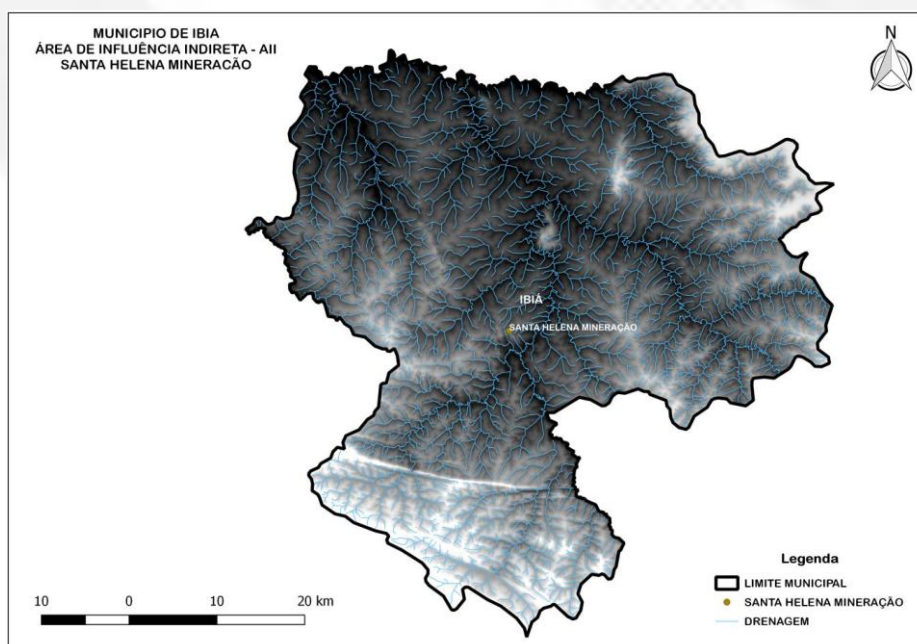 MUNICIPIO DE IBIA
ÁREA DE INFLUÊNCIA INDIRETA - AII
SANTA HELENA MINERACÃO
N
IBIÁ
SANTA HELENA MINERAÇÃO
Legenda
LIMITE MUNICIPAL
SANTA HELENA MINERAÇÃO
DRENAGEM
10 0 10 20 km